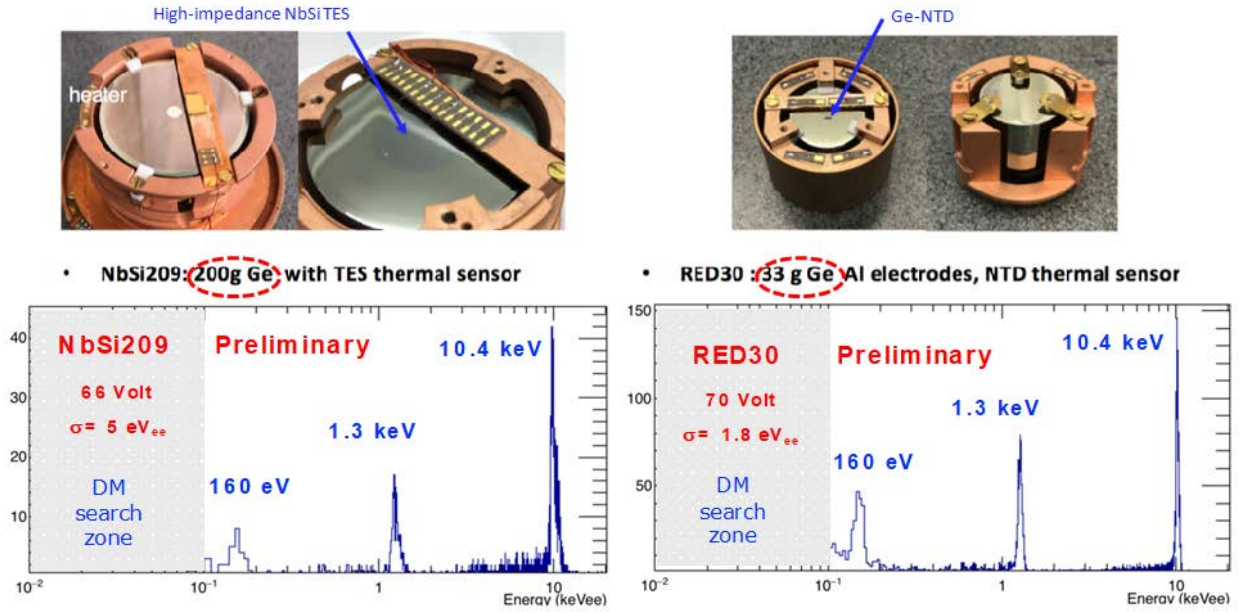 High-impedance NbSi TES
Ge-NTD
heater
• NbSi209: 200g Ge with TES thermal sensor
• RED30 : 33 g Ge Al electrodes, NTD thermal sensor
40
30
20
10
NbSi209
Preliminary
10.4 keV
66 Volt
σ= 5 eVee
1.3 keV
160 eV
DM
search
zone
10⁻²
10⁻¹
1
10
Energy (keVee)
150
100
50
RED30
Preliminary
10.4 keV
70 Volt
σ= 1.8 eVee
1.3 keV
160 eV
DM
search
zone
10⁻²
10⁻¹
1
10
Energy (keVee)